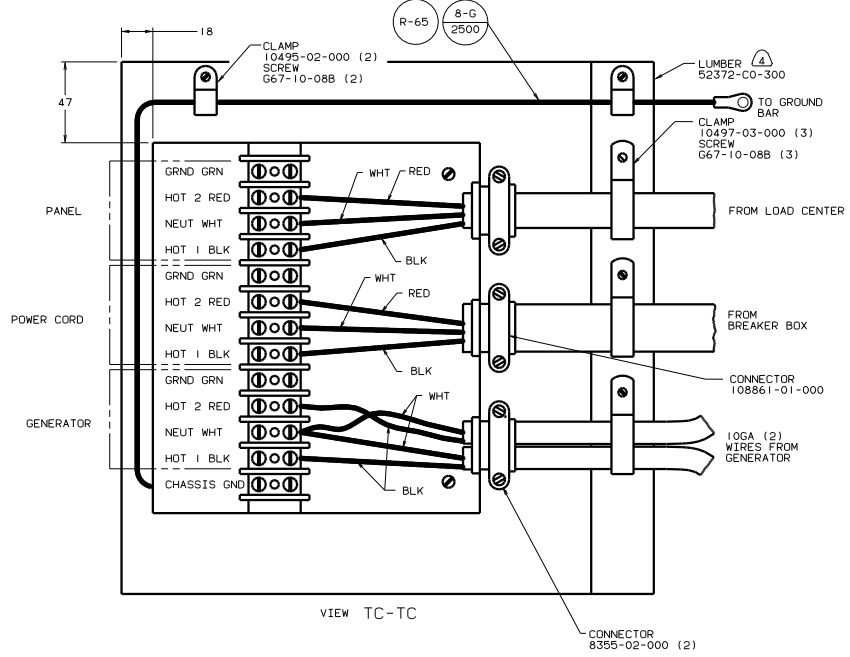 R-65
8-G
2500
18
CLAMP
10495-02-000 (2)
SCREW
G67-10-08B (2)
LUMBER 4
52372-C0-300
47
TO GROUND
BAR
CLAMP
10497-03-000 (3)
SCREW
G67-10-08B (3)
GRND GRN
WHT
RED
HOT 2 RED
PANEL
NEUT WHT
FROM LOAD CENTER
HOT 1 BLK
BLK
GRND GRN
WHT
RED
HOT 2 RED
POWER CORD
NEUT WHT
FROM
BREAKER BOX
HOT 1 BLK
BLK
GRND GRN
CONNECTOR
108861-01-000
WHT
HOT 2 RED
GENERATOR
NEUT WHT
10GA (2)
WIRES FROM
GENERATOR
HOT 1 BLK
CHASSIS GND
BLK
VIEW TC-TC
CONNECTOR
8355-02-000 (2)